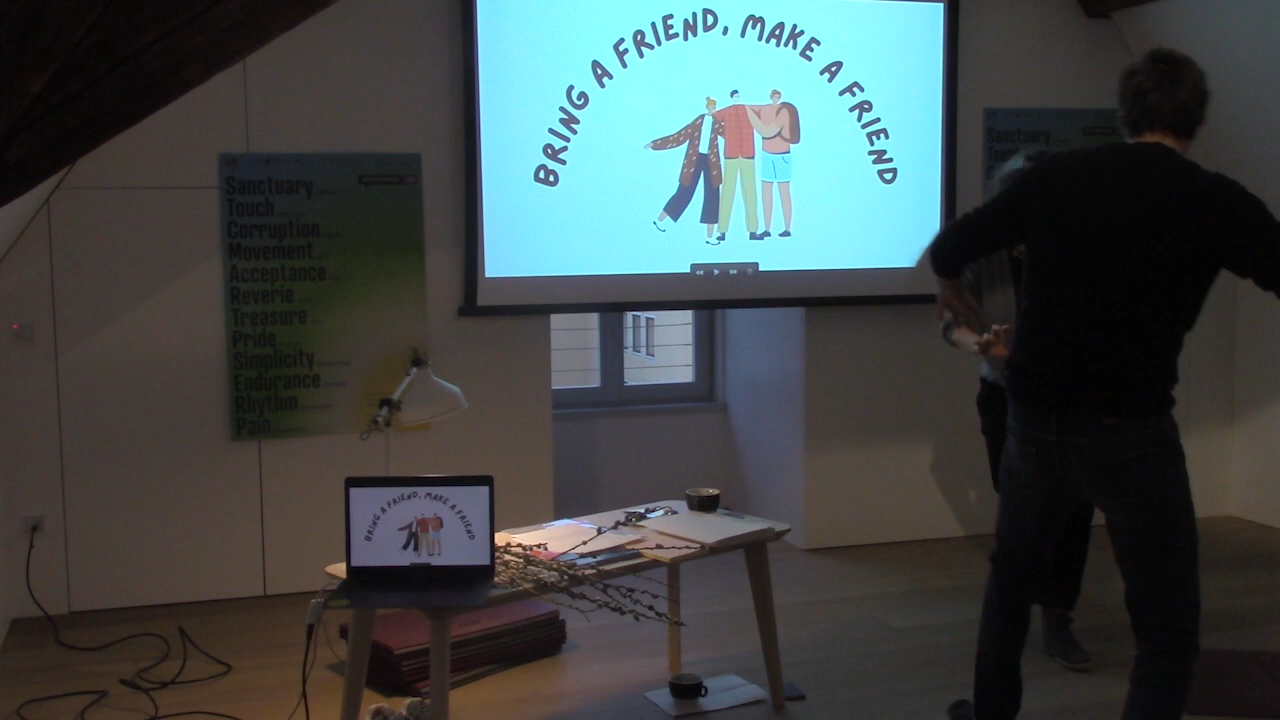 BRING A FRIEND, MAKE A FRIEND
Sanctuary
Touch
Corruption
Movement
Acceptance
Reverie
Treasure
Pride
Simplicity
Endurance
Rhythm
Pain
Sanctuary
BRING A FRIEND, MAKE A FRIEND